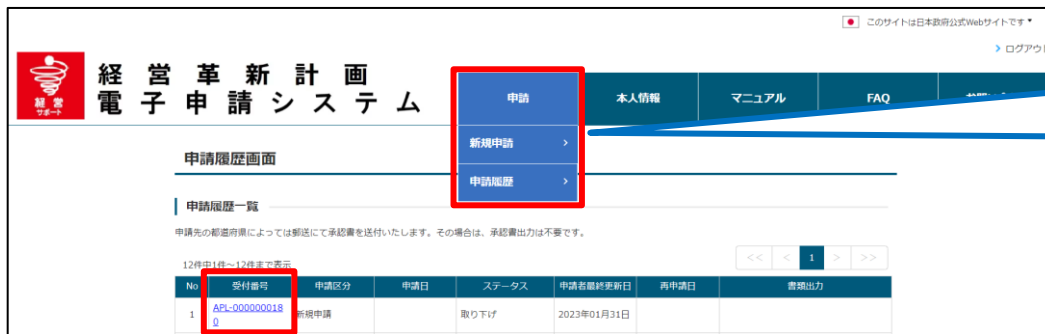 このサイトは日本政府公式Webサイトです
ログアウト
経営サポート
経営革新計画
電子申請システム
申請
本人情報
マニュアル
FAQ
新規申請 >
申請履歴 >
申請履歴画面
申請履歴一覧
申請先の都道府県によっては郵送にて承認書を送付いたします。その場合は、承認書出力は不要です。
12件中1件～12件まで表示
<< < 1 > >>
No 受付番号 申請区分 申請日 ステータス 申請者最終更新日 再申請日 書類出力
1 APL-0000000180 新規申請 取り下げ 2023年01月31日